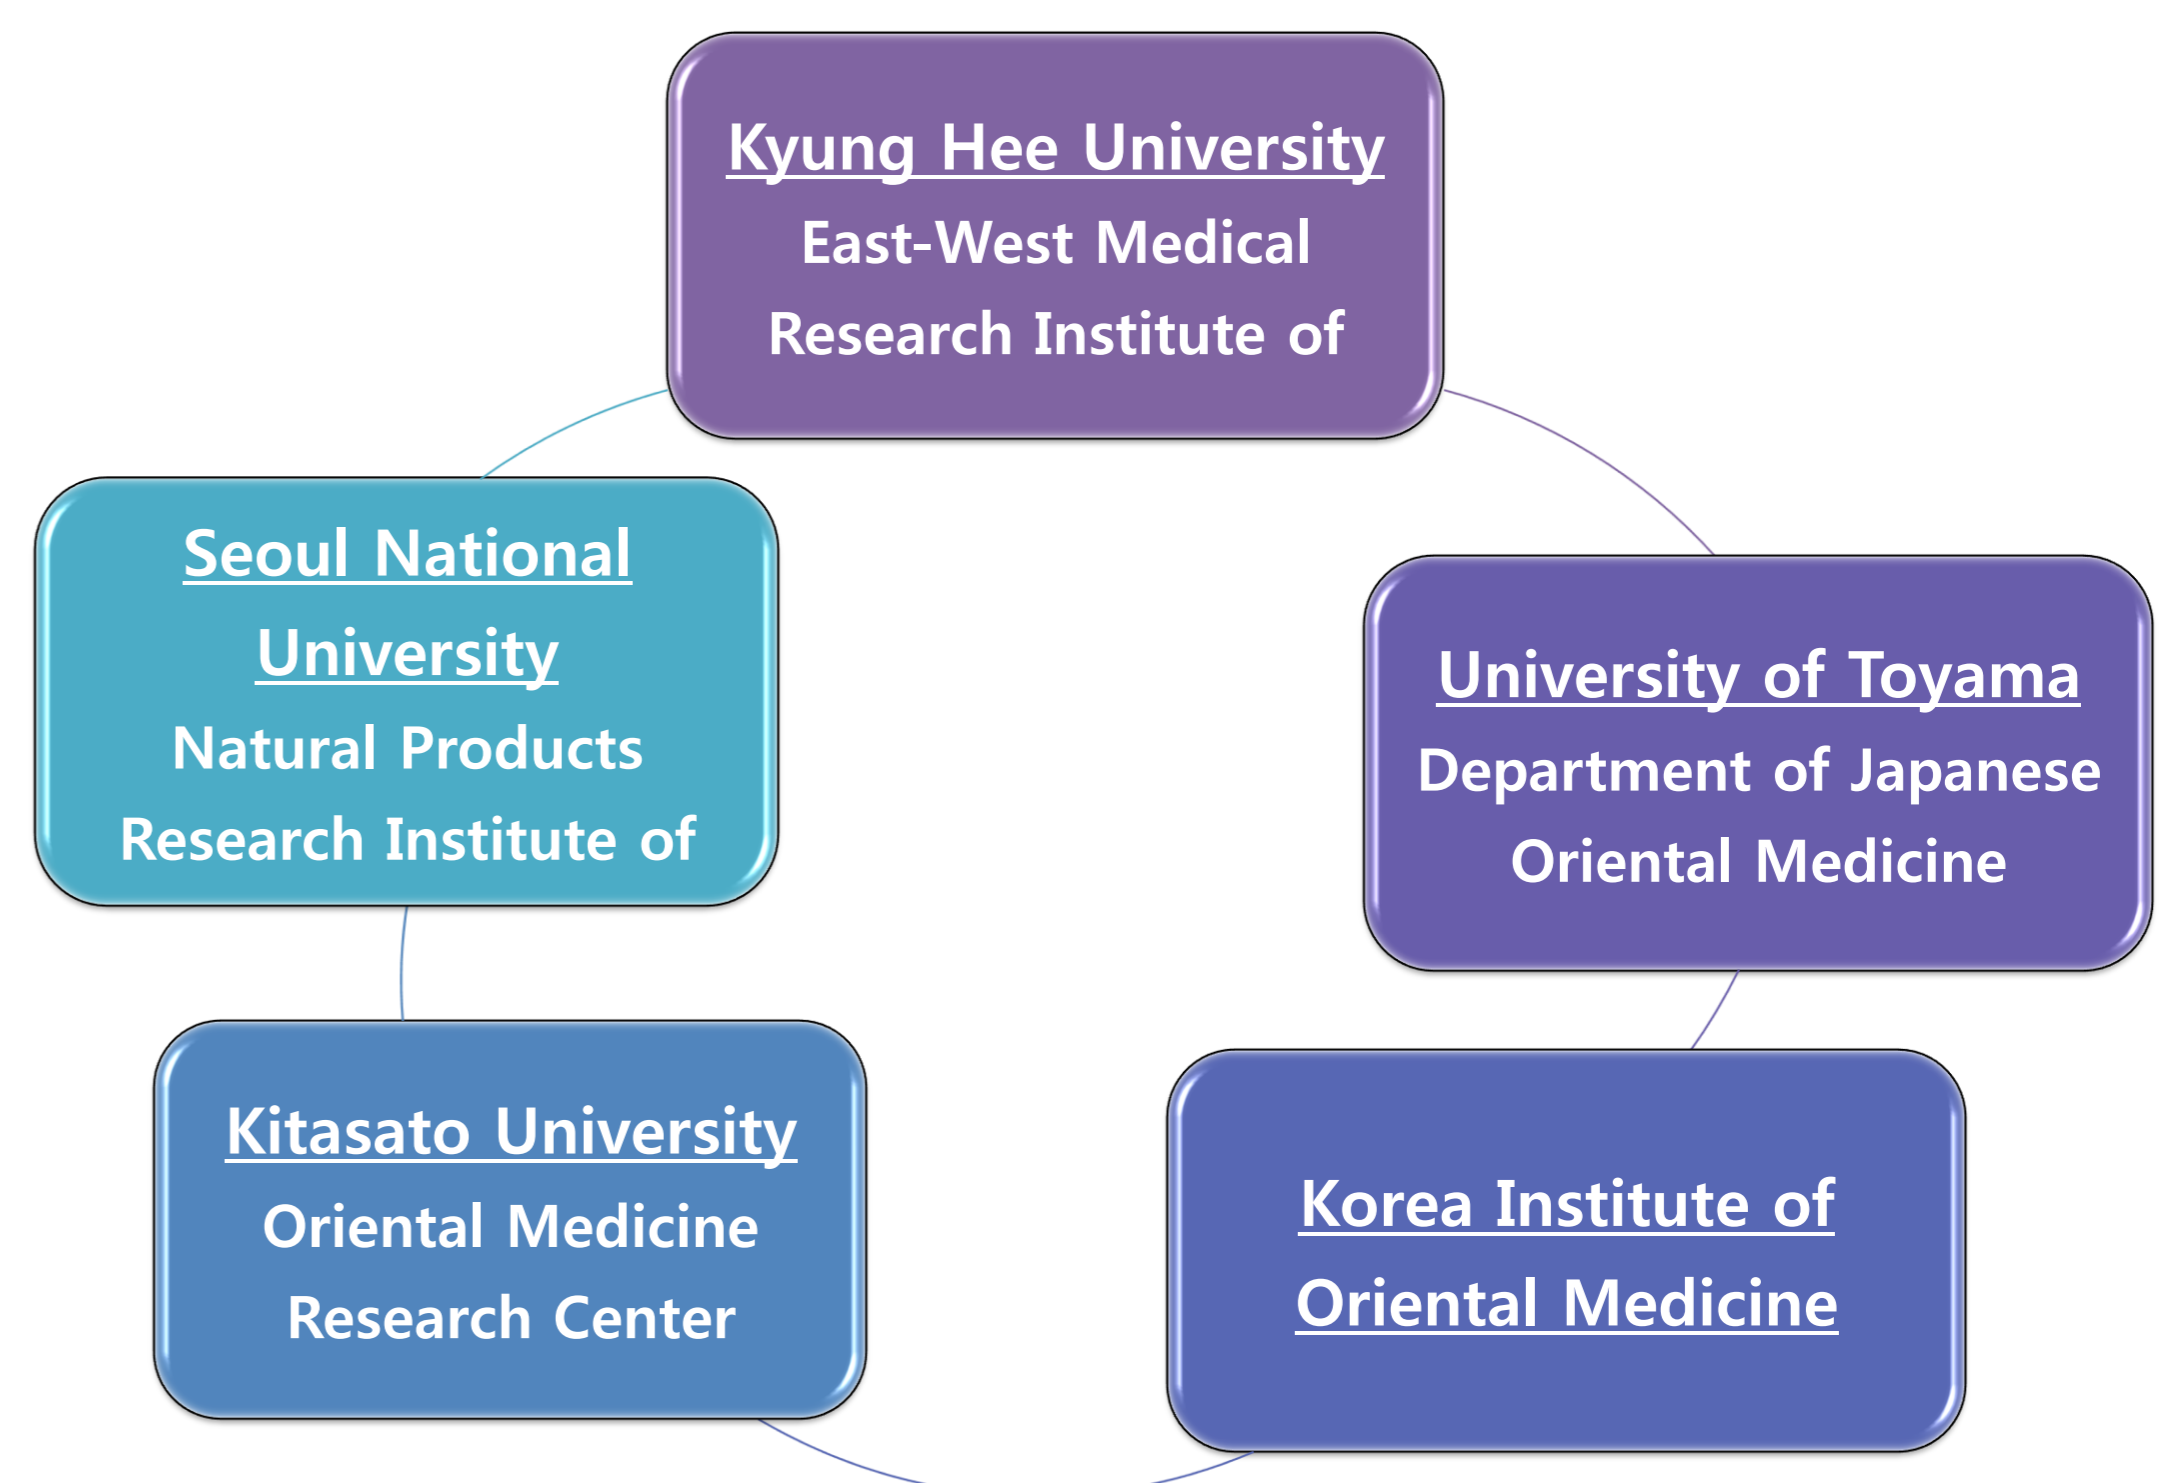 Kyung Hee University
East-West Medical
Research Institute of
Seoul National
University
Natural Products
Research Institute of
University of Toyama
Department of Japanese
Oriental Medicine
Kitasato University
Oriental Medicine
Research Center
Korea Institute of
Oriental Medicine